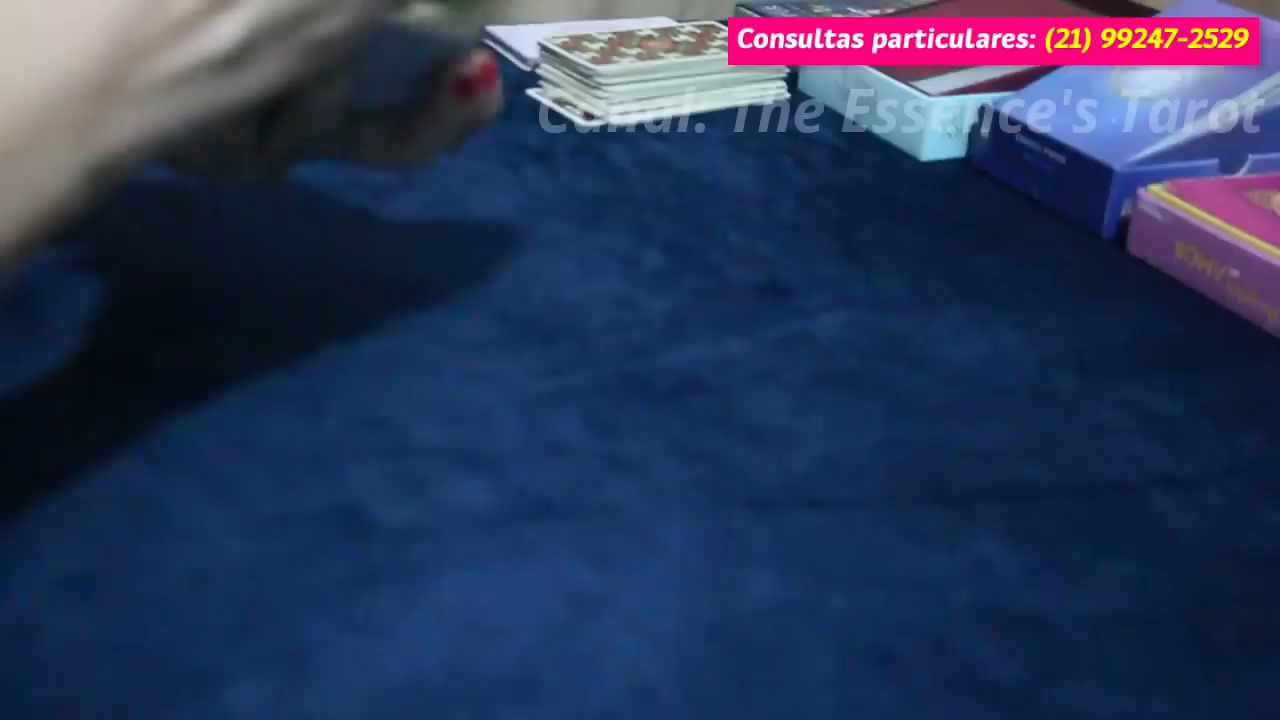 Consultas particulares: (21) 99247-2529
Canal: The Essence's Tarot